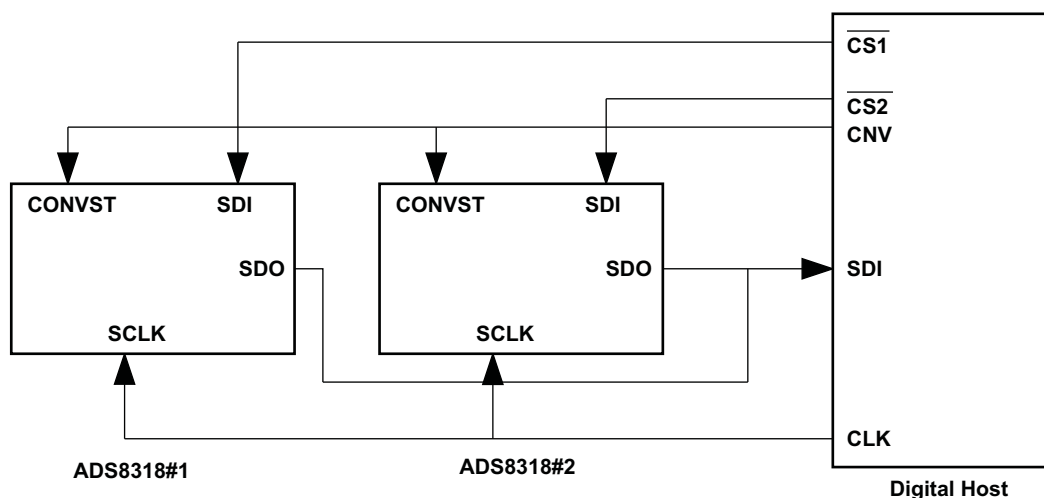 CS1
CS2
CNV
CONVST
SDI
CONVST
SDI
SDO
SDO
SDI
SCLK
SCLK
CLK
ADS8318#1
ADS8318#2
Digital Host